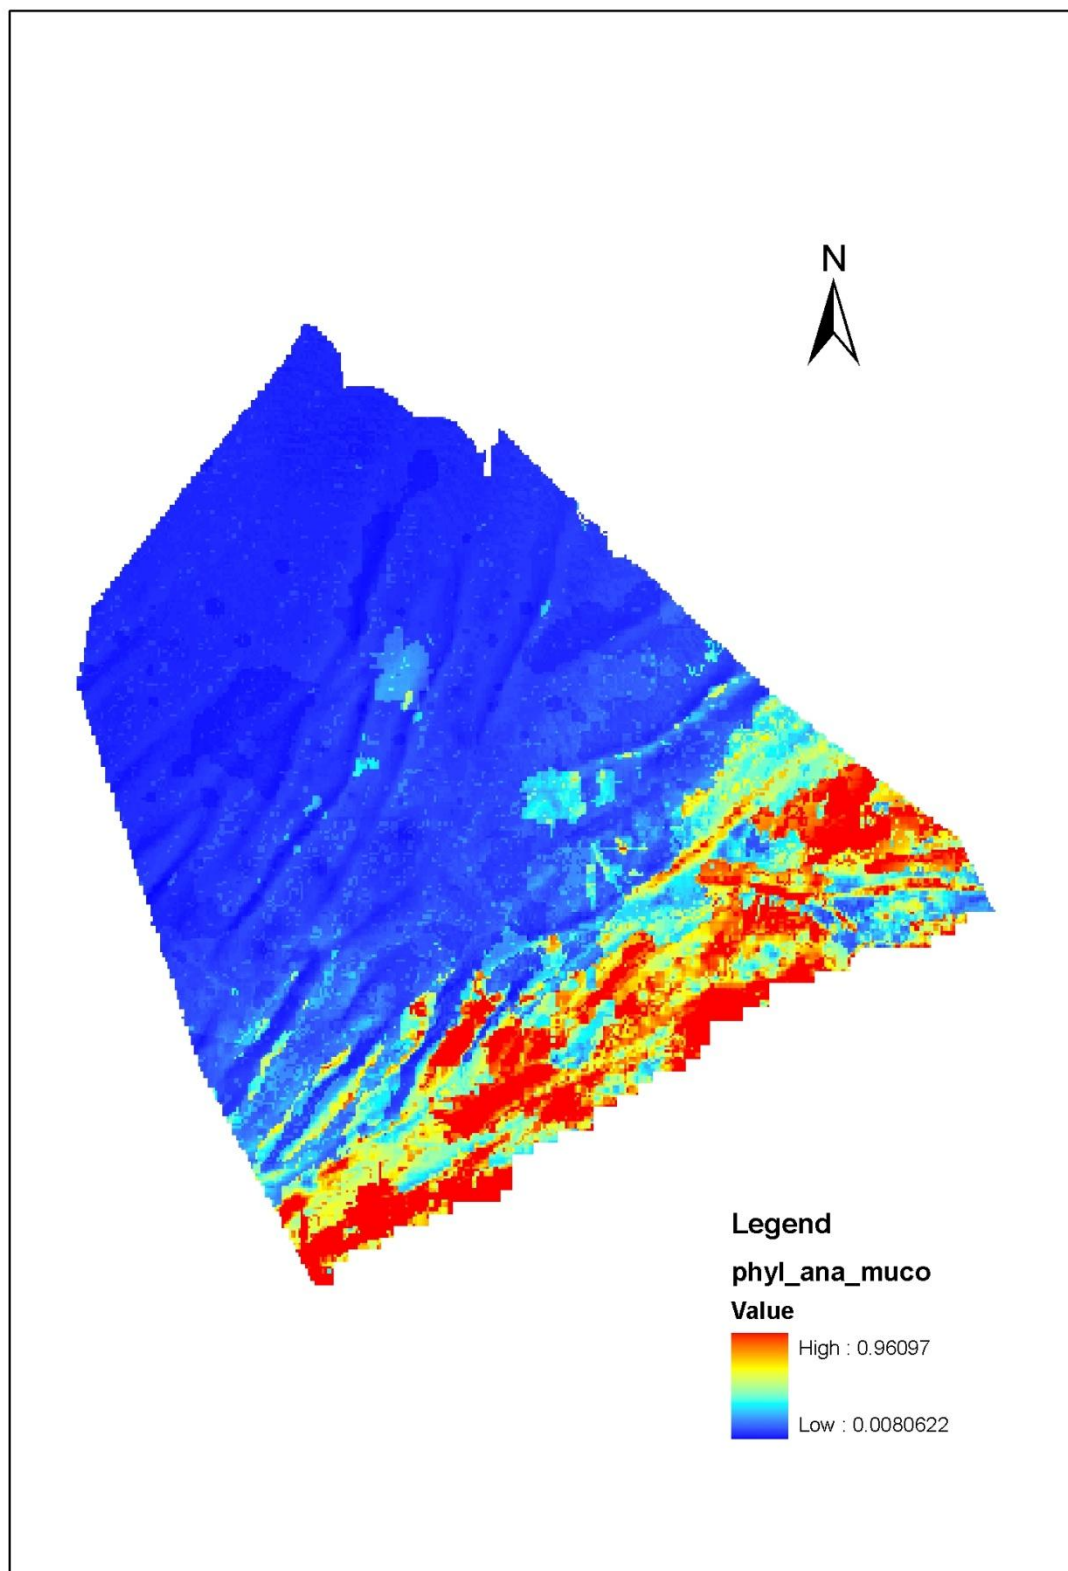 N
Legend
phyl_ana_muco
Value
High : 0.96097
Low : 0.0080622